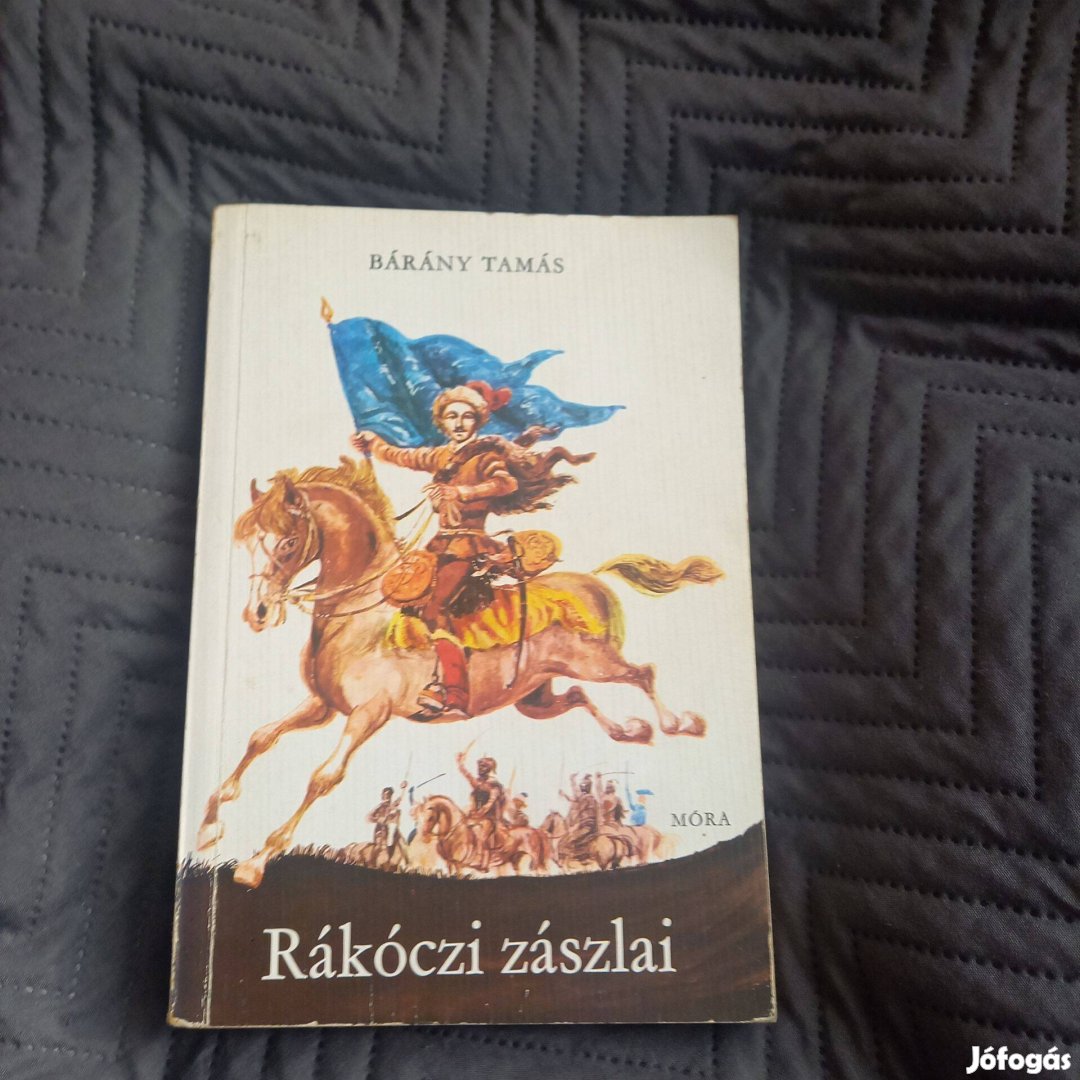 BÁRÁNY TAMÁS
MÓRA
Rákóczi zászlai
Jófogás